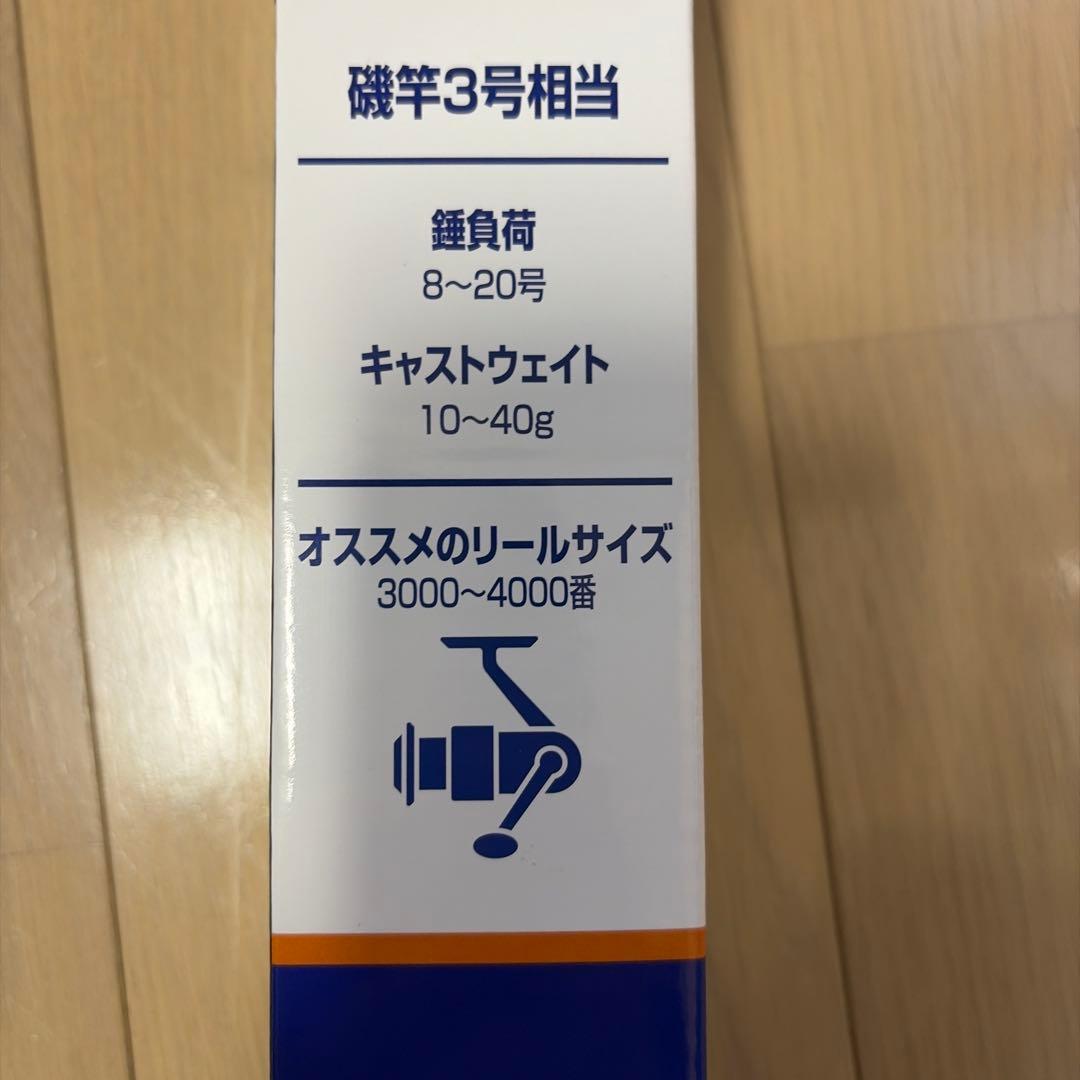 磯竿3号相当
錘負荷
8〜20号
キャストウェイト
10〜40g
オススメのリールサイズ
3000〜4000番